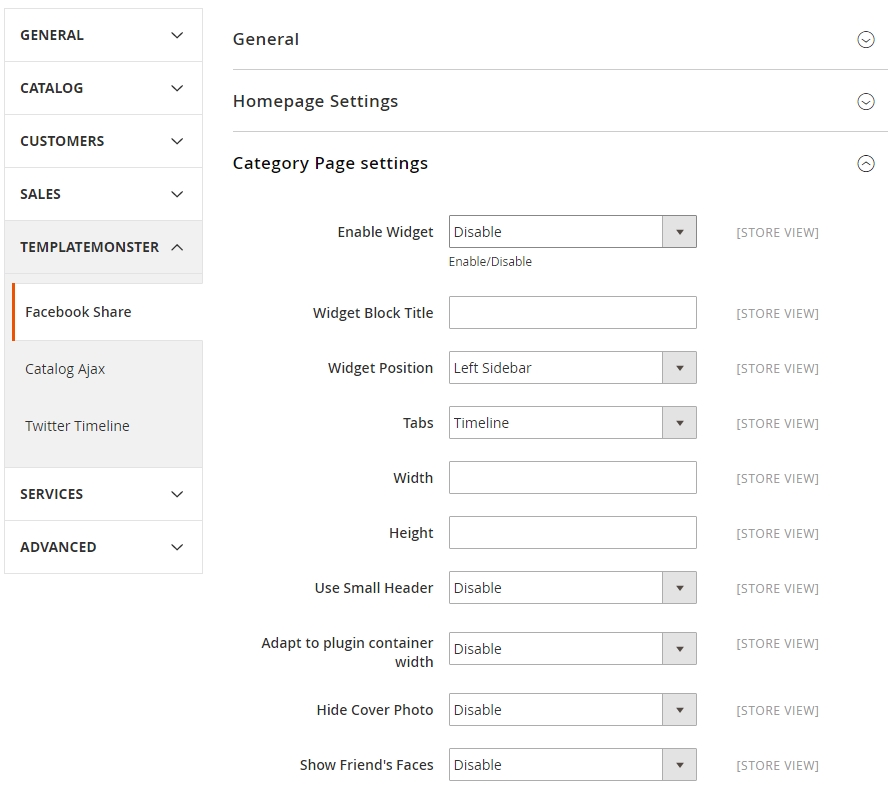 GENERAL
CATALOG
CUSTOMERS
SALES
TEMPLATEMONSTER
Facebook Share
Catalog Ajax
Twitter Timeline
SERVICES
ADVANCED
General
Homepage Settings
Category Page settings
Enable Widget Disable [STORE VIEW]
Enable/Disable
Widget Block Title [STORE VIEW]
Widget Position Left Sidebar [STORE VIEW]
Tabs Timeline [STORE VIEW]
Width [STORE VIEW]
Height [STORE VIEW]
Use Small Header Disable [STORE VIEW]
Adapt to plugin container
width Disable [STORE VIEW]
Hide Cover Photo Disable [STORE VIEW]
Show Friend's Faces Disable [STORE VIEW]